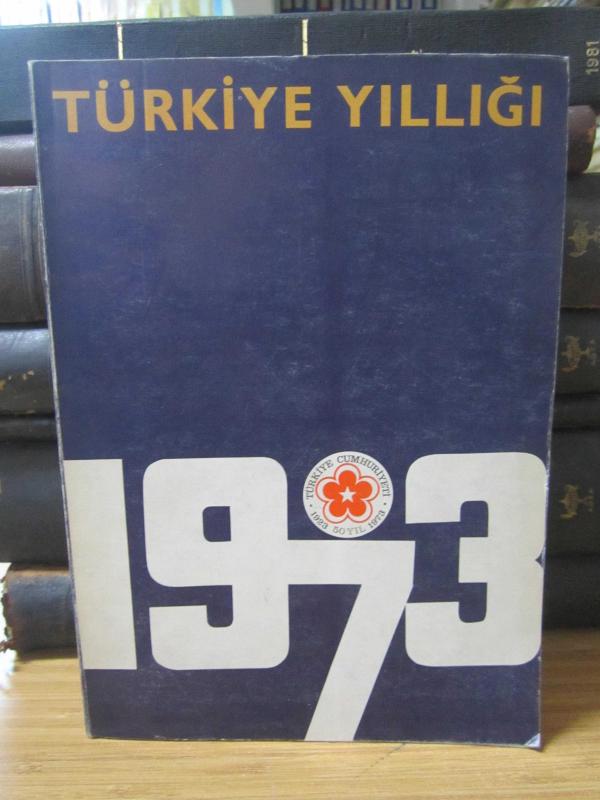 1981
TÜRKİYE YILLIĞI
1973
TÜRKİYE CUMHURİYETİ
1923 50 YIL 1973